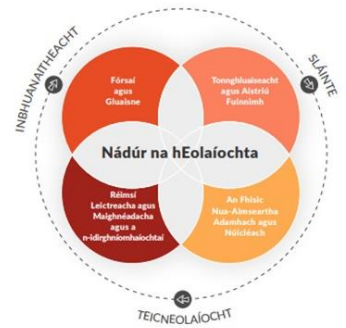 INBHUANAITHEACHT
SLÁINTE
Fórsaí
agus
Gluaisne
Tonnghluaiseacht
agus Aistriú
Fuinnimh
Nádúr na hEolaíochta
Réimsí
Leictreacha agus
Maighnéadacha
agus a
n-idirghníomhaíochtaí
An Fhisic
Nua-Aimseartha
Adamhach agus
Núicléach
TEICNEOLAÍOCHT